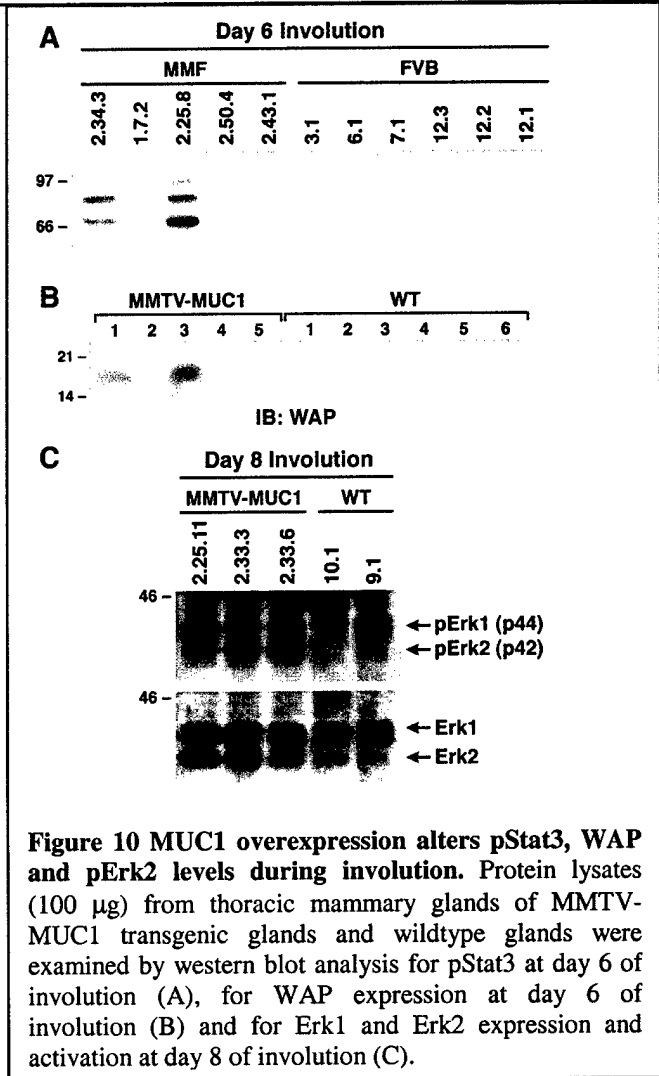 A
Day 6 Involution
MMF FVB
2.34.3 1.7.2 2.25.8 2.50.4 2.43.1 3.1 6.1 7.1 12.3 12.2 12.1
97 –
66 –
B
MMTV-MUC1 WT
1 2 3 4 5 1 2 3 4 5 6
21 –
14 –
IB: WAP
C
Day 8 Involution
MMTV-MUC1 WT
2.25.11 2.33.3 2.33.6 10.1 9.1
46 –
←pErk1 (p44)
←pErk2 (p42)
46 –
←Erk1
←Erk2
Figure 10 MUC1 overexpression alters pStat3, WAP
and pErk2 levels during involution. Protein lysates
(100 µg) from thoracic mammary glands of MMTV-
MUC1 transgenic glands and wildtype glands were
examined by western blot analysis for pStat3 at day 6 of
involution (A), for WAP expression at day 6 of
involution (B) and for Erk1 and Erk2 expression and
activation at day 8 of involution (C).